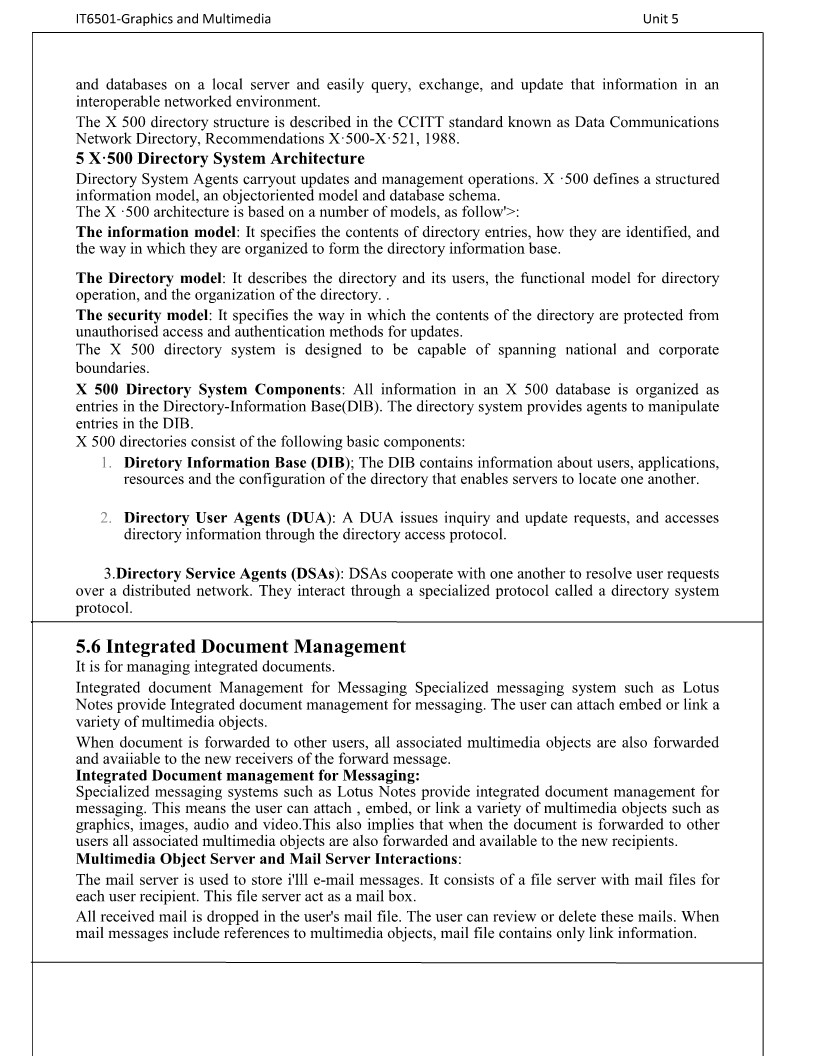 IT6501-Graphics and Multimedia Unit 5
and databases on a local server and easily query, exchange, and update that information in an
interoperable networked environment.
The X 500 directory structure is described in the CCITT standard known as Data Communications
Network Directory, Recommendations X·500-X·521, 1988.
5 X·500 Directory System Architecture
Directory System Agents carryout updates and management operations. X ·500 defines a structured
information model, an objectoriented model and database schema.
The X ·500 architecture is based on a number of models, as follow'>:
The information model: It specifies the contents of directory entries, how they are identified, and
the way in which they are organized to form the directory information base.
The Directory model: It describes the directory and its users, the functional model for directory
operation, and the organization of the directory. .
The security model: It specifies the way in which the contents of the directory are protected from
unauthorised access and authentication methods for updates.
The X 500 directory system is designed to be capable of spanning national and corporate
boundaries.
X 500 Directory System Components: All information in an X 500 database is organized as
entries in the Directory-Information Base(DlB). The directory system provides agents to manipulate
entries in the DIB.
X 500 directories consist of the following basic components:
1. Diretory Information Base (DIB); The DIB contains information about users, applications,
resources and the configuration of the directory that enables servers to locate one another.
2. Directory User Agents (DUA): A DUA issues inquiry and update requests, and accesses
directory information through the directory access protocol.
3.Directory Service Agents (DSAs): DSAs cooperate with one another to resolve user requests
over a distributed network. They interact through a specialized protocol called a directory system
protocol.
5.6 Integrated Document Management
It is for managing integrated documents.
Integrated document Management for Messaging Specialized messaging system such as Lotus
Notes provide Integrated document management for messaging. The user can attach embed or link a
variety of multimedia objects.
When document is forwarded to other users, all associated multimedia objects are also forwarded
and avaiiable to the new receivers of the forward message.
Integrated Document management for Messaging:
Specialized messaging systems such as Lotus Notes provide integrated document management for
messaging. This means the user can attach , embed, or link a variety of multimedia objects such as
graphics, images, audio and video.This also implies that when the document is forwarded to other
users all associated multimedia objects are also forwarded and available to the new recipients.
Multimedia Object Server and Mail Server Interactions:
The mail server is used to store i'lll e-mail messages. It consists of a file server with mail files for
each user recipient. This file server act as a mail box.
All received mail is dropped in the user's mail file. The user can review or delete these mails. When
mail messages include references to multimedia objects, mail file contains only link information.